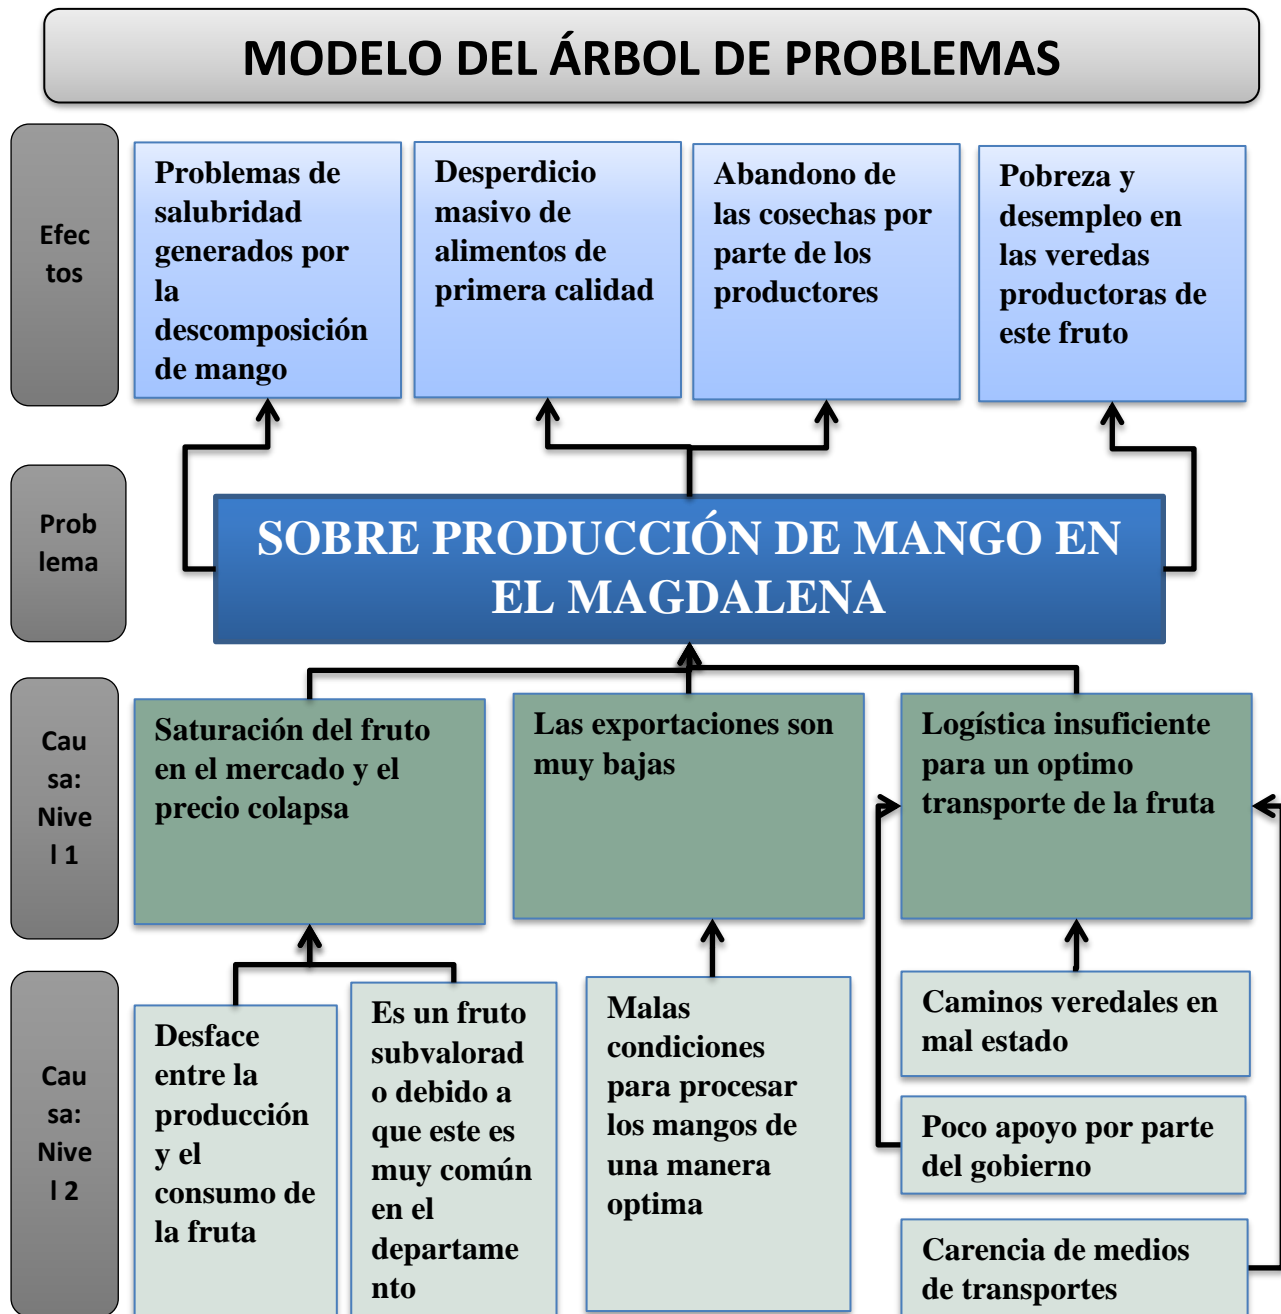 MODELO DEL ÁRBOL DE PROBLEMAS
Efec
tos
Problemas de
salubridad
generados por
la
descomposición
de mango
Desperdicio
masivo de
alimentos de
primera calidad
Abandono de
las cosechas por
parte de los
productores
Pobreza y
desempleo en
las veredas
productoras de
este fruto
Prob
lema
SOBRE PRODUCCIÓN DE MANGO EN
EL MAGDALENA
Cau
sa:
Nive
l 1
Saturación del fruto
en el mercado y el
precio colapsa
Las exportaciones son
muy bajas
Logística insuficiente
para un optimo
transporte de la fruta
Cau
sa:
Nive
l 2
Desface
entre la
producción
y el
consumo de
la fruta
Es un fruto
subvalorad
o debido a
que este es
muy común
en el
departame
nto
Malas
condiciones
para procesar
los mangos de
una manera
optima
Caminos veredales en
mal estado
Poco apoyo por parte
del gobierno
Carencia de medios
de transportes